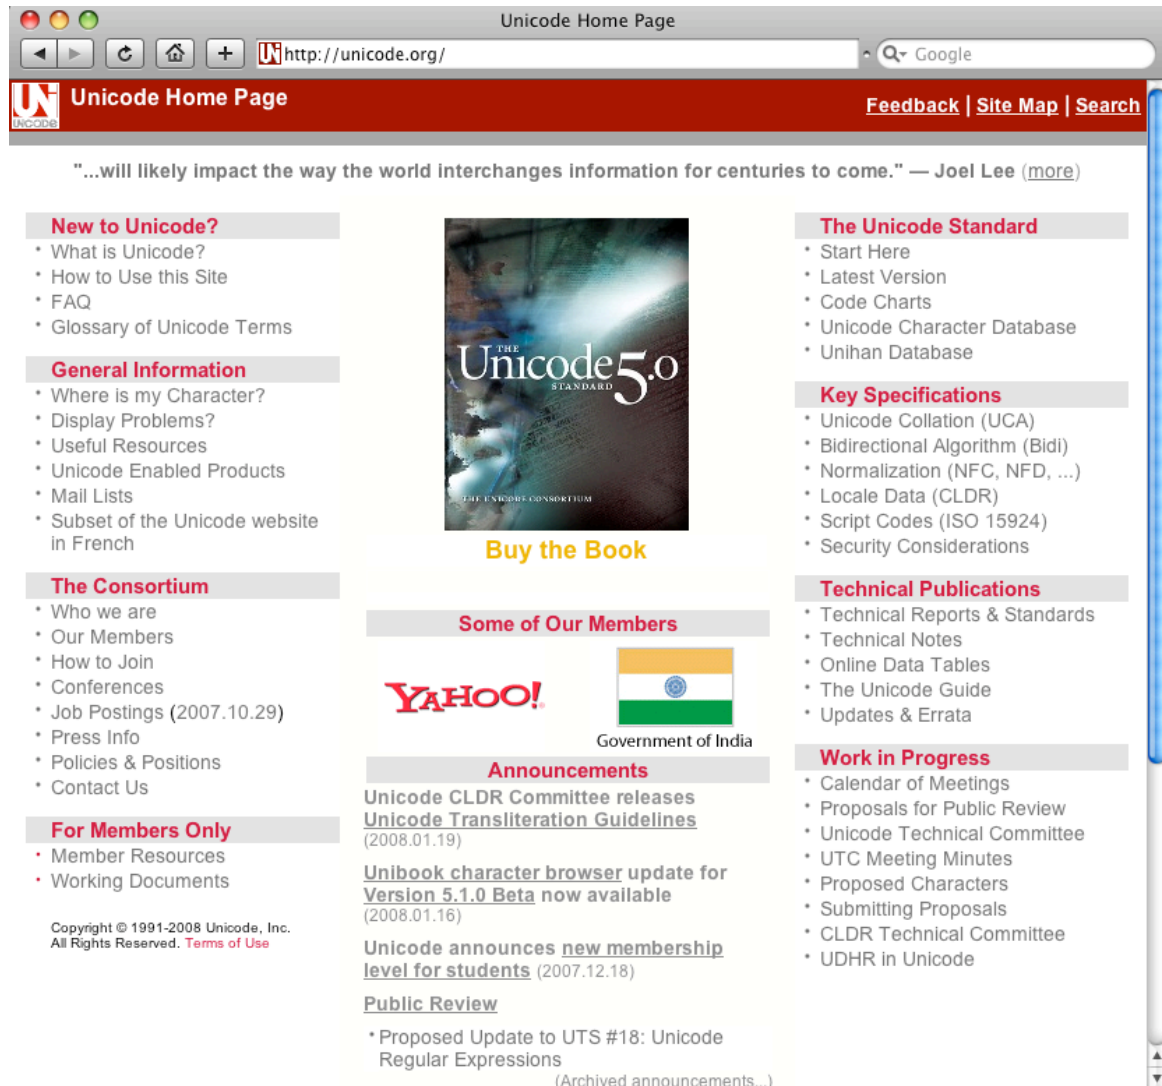 Unicode Home Page
http://unicode.org/
Google
UNICODE
Unicode Home Page
Feedback | Site Map | Search
"...will likely impact the way the world interchanges information for centuries to come." — Joel Lee (more)
New to Unicode?
• What is Unicode?
• How to Use this Site
• FAQ
• Glossary of Unicode Terms
General Information
• Where is my Character?
• Display Problems?
• Useful Resources
• Unicode Enabled Products
• Mail Lists
• Subset of the Unicode website
in French
The Consortium
• Who we are
• Our Members
• How to Join
• Conferences
• Job Postings (2007.10.29)
• Press Info
• Policies & Positions
• Contact Us
For Members Only
• Member Resources
• Working Documents
Copyright © 1991-2008 Unicode, Inc.
All Rights Reserved. Terms of Use
THE
Unicode 5.0
STANDARD
THE UNICODE CONSORTIUM
Buy the Book
Some of Our Members
YAHOO!
Government of India
Announcements
Unicode CLDR Committee releases
Unicode Transliteration Guidelines
(2008.01.19)
Unibook character browser update for
Version 5.1.0 Beta now available
(2008.01.16)
Unicode announces new membership
level for students (2007.12.18)
Public Review
• Proposed Update to UTS #18: Unicode
Regular Expressions
(Archived announcements...)
The Unicode Standard
• Start Here
• Latest Version
• Code Charts
• Unicode Character Database
• Unihan Database
Key Specifications
• Unicode Collation (UCA)
• Bidirectional Algorithm (Bidi)
• Normalization (NFC, NFD, ...)
• Locale Data (CLDR)
• Script Codes (ISO 15924)
• Security Considerations
Technical Publications
• Technical Reports & Standards
• Technical Notes
• Online Data Tables
• The Unicode Guide
• Updates & Errata
Work in Progress
• Calendar of Meetings
• Proposals for Public Review
• Unicode Technical Committee
• UTC Meeting Minutes
• Proposed Characters
• Submitting Proposals
• CLDR Technical Committee
• UDHR in Unicode